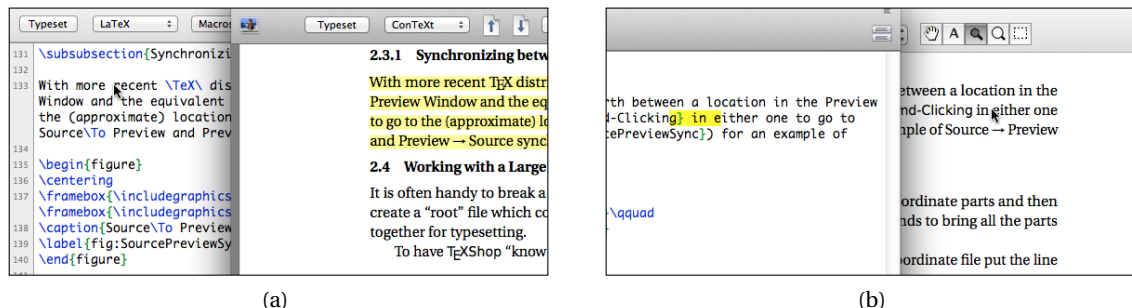 Typeset LaTeX Macros
131 \subsubsection{Synchronizi
132
133 With more recent \TeX\ dis
Window and the equivalent
the (approximate) location
Source\To Preview and Prev
134
135 \begin{figure}
136 \centering
137 \framebox{\includegraphics
\framebox{\includegraphics
138 \caption{Source\To Preview
139 \label{fig:SourcePreviewSy
140 \end{figure}
141
Typeset ConTeXt
2.3.1 Synchronizing betw
With more recent TEX distr
Preview Window and the eq
to go to the (approximate) lo
and Preview → Source sync
2.4 Working with a Large
It is often handy to break a
create a “root” file which co
together for typesetting.
To have TEXShop “know
(a)
rth between a location in the Preview
d-Clicking} in either one to go to
cePreviewSync}) for an example of
}\qquad
A
etween a location in the
nd-Clicking in either one
mple of Source → Preview
ordinate parts and then
nds to bring all the parts
oordinate file put the line
(b)